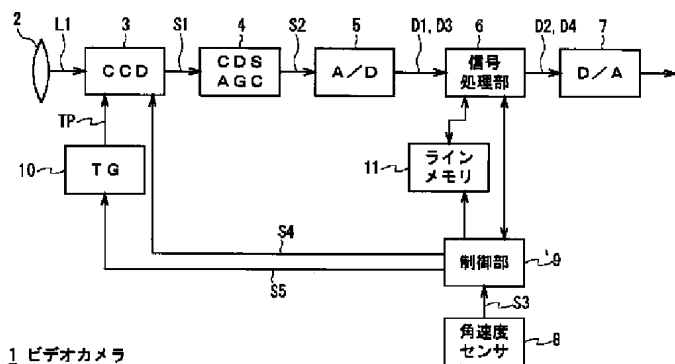 2
L1
3
S1
4
S2
5
D1, D3
6
D2, D4
7
CCD
CDS
AGC
A/D
信号
処理部
D/A
TP
10
TG
11
ライン
メモリ
S4
S5
制御部
9
S3
角速度
センサ
8
1 ビデオカメラ